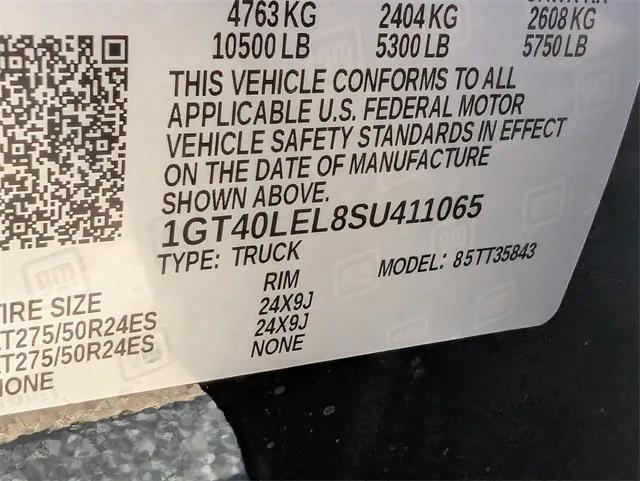 4763 KG 2404 KG 2608 KG
10500 LB 5300 LB 5750 LB
THIS VEHICLE CONFORMS TO ALL
APPLICABLE U.S. FEDERAL MOTOR
VEHICLE SAFETY STANDARDS IN EFFECT
ON THE DATE OF MANUFACTURE
SHOWN ABOVE.
1GT40LEL8SU411065
TYPE: TRUCK MODEL: 85TT35843
IRE SIZE RIM
T275/50R24ES 24X9J
T275/50R24ES 24X9J
NONE NONE